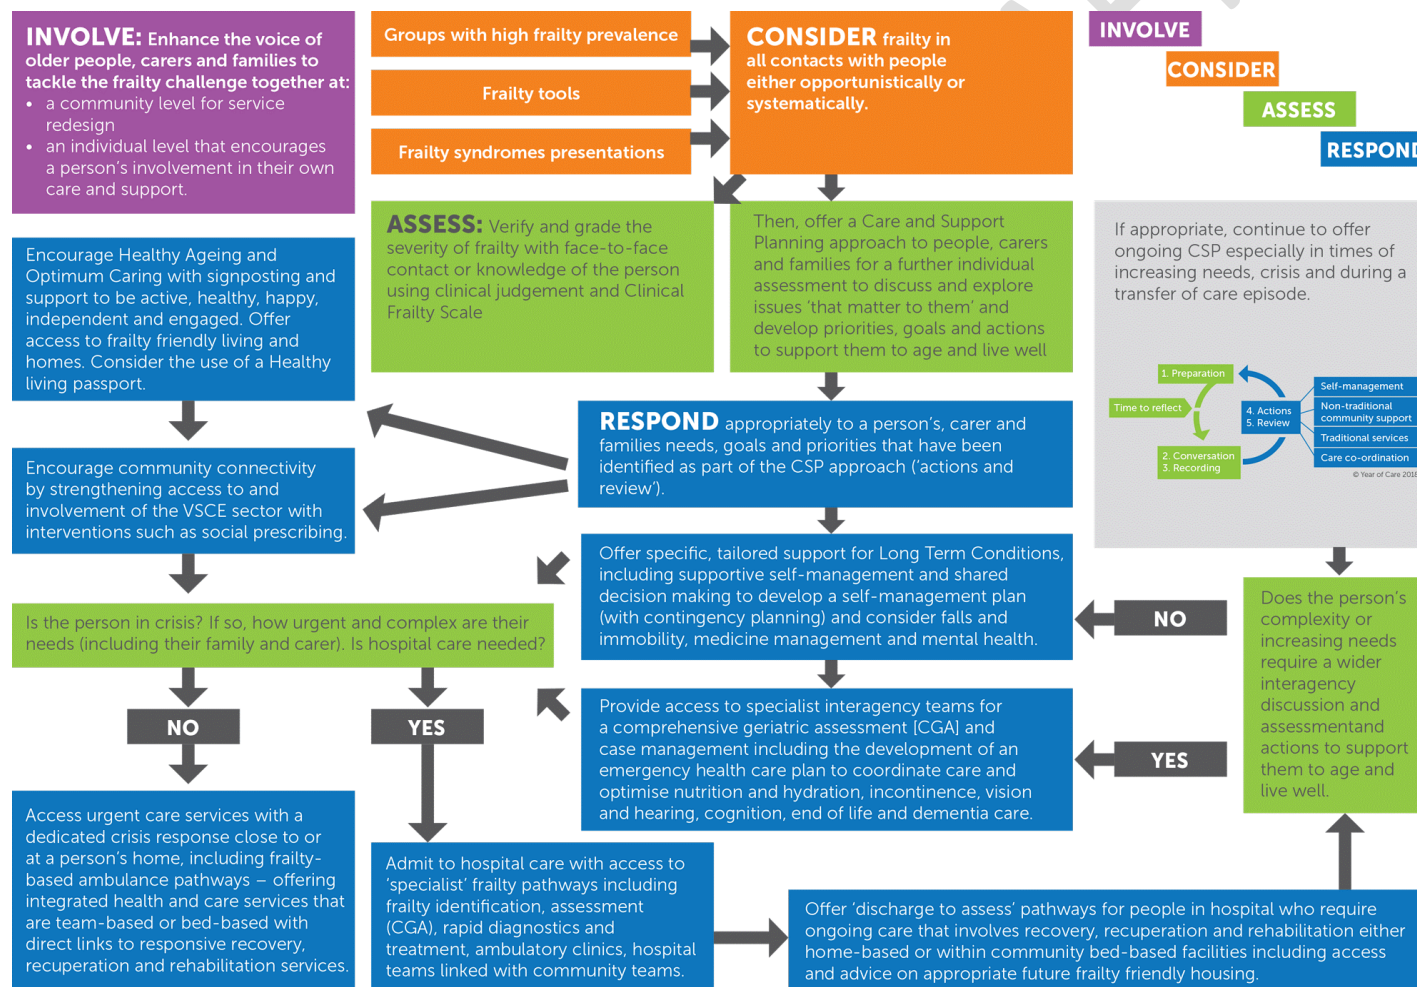 INVOLVE: Enhance the voice of
older people, carers and families to
tackle the frailty challenge together at:
• a community level for service
redesign
• an individual level that encourages
a person's involvement in their own
care and support.
Groups with high frailty prevalence
Frailty tools
Frailty syndromes presentations
CONSIDER frailty in
all contacts with people
either opportunistically or
systematically.
INVOLVE
CONSIDER
ASSESS
RESPOND
ASSESS: Verify and grade the
severity of frailty with face-to-face
contact or knowledge of the person
using clinical judgement and Clinical
Frailty Scale
Then, offer a Care and Support
Planning approach to people, carers
and families for a further individual
assessment to discuss and explore
issues 'that matter to them' and
develop priorities, goals and actions
to support them to age and live well
If appropriate, continue to offer
ongoing CSP especially in times of
increasing needs, crisis and during a
transfer of care episode.
1. Preparation
Time to reflect
2. Conversation
3. Recording
4. Actions
5. Review
Self-management
Non-traditional
community support
Traditional services
Care co-ordination
© Year of Care 2018
Encourage Healthy Ageing and
Optimum Caring with signposting and
support to be active, healthy, happy,
independent and engaged. Offer
access to frailty friendly living and
homes. Consider the use of a Healthy
living passport.
RESPOND appropriately to a person's, carer and
families needs, goals and priorities that have been
identified as part of the CSP approach ('actions and
review').
Encourage community connectivity
by strengthening access to and
involvement of the VSCE sector with
interventions such as social prescribing.
Offer specific, tailored support for Long Term Conditions,
including supportive self-management and shared
decision making to develop a self-management plan
(with contingency planning) and consider falls and
immobility, medicine management and mental health.
NO
Does the person's
complexity or
increasing needs
require a wider
interagency
discussion and
assessmentand
actions to support
them to age and
live well.
Is the person in crisis? If so, how urgent and complex are their
needs (including their family and carer). Is hospital care needed?
NO
YES
Provide access to specialist interagency teams for
a comprehensive geriatric assessment [CGA] and
case management including the development of an
emergency health care plan to coordinate care and
optimise nutrition and hydration, incontinence, vision
and hearing, cognition, end of life and dementia care.
YES
Access urgent care services with a
dedicated crisis response close to or
at a person's home, including frailty-
based ambulance pathways – offering
integrated health and care services that
are team-based or bed-based with
direct links to responsive recovery,
recuperation and rehabilitation services.
Admit to hospital care with access to
'specialist' frailty pathways including
frailty identification, assessment
(CGA), rapid diagnostics and
treatment, ambulatory clinics, hospital
teams linked with community teams.
Offer 'discharge to assess' pathways for people in hospital who require
ongoing care that involves recovery, recuperation and rehabilitation either
home-based or within community bed-based facilities including access
and advice on appropriate future frailty friendly housing.